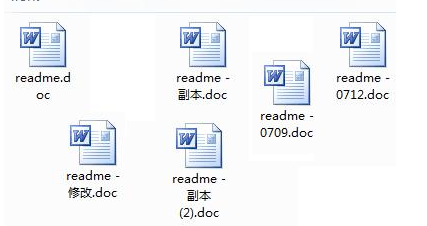 readme.d
oc
readme -
副本.doc
readme -
0709.doc
readme -
0712.doc
readme -
修改.doc
readme -
副本
(2).doc